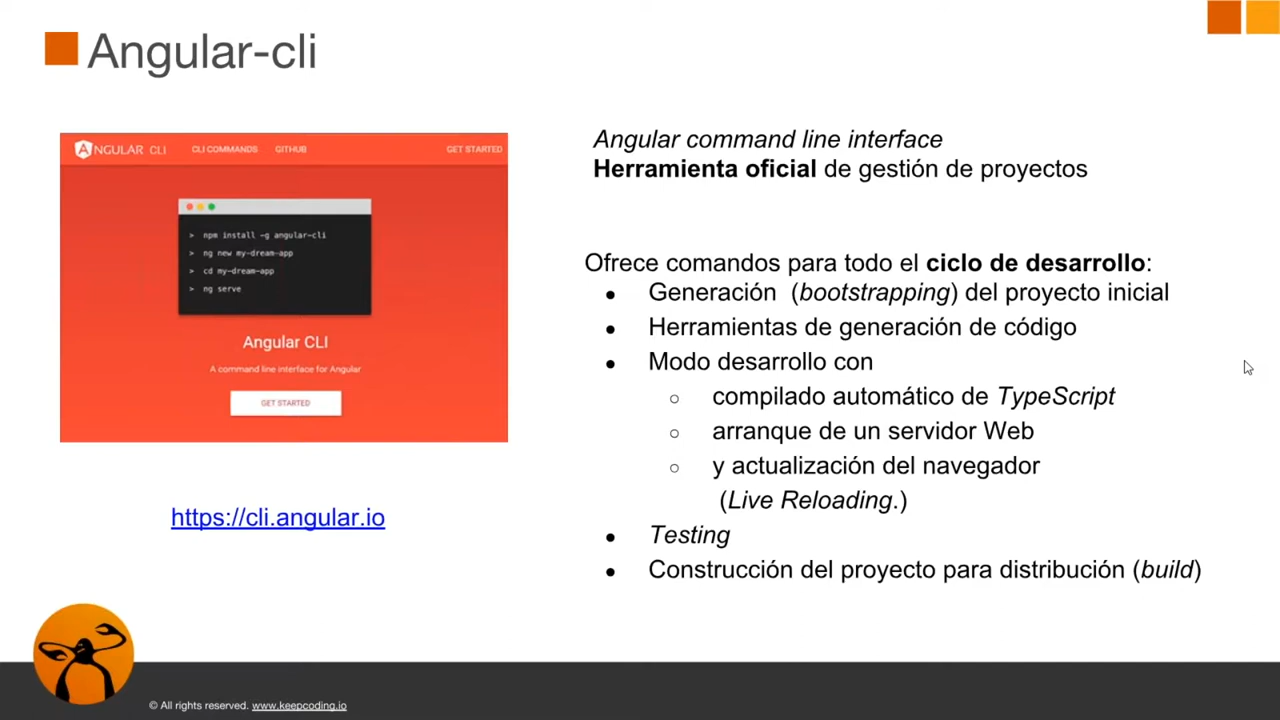 Angular-cli
ANGULAR CLI CLI COMMANDS GITHUB GET STARTED
> npm install -g angular-cli
> ng new my-dream-app
> cd my-dream-app
> ng serve
Angular CLI
A command line interface for Angular
GET STARTED
https://cli.angular.io
Angular command line interface
Herramienta oficial de gestión de proyectos
Ofrece comandos para todo el ciclo de desarrollo:
● Generación (bootstrapping) del proyecto inicial
● Herramientas de generación de código
● Modo desarrollo con
○ compilado automático de TypeScript
○ arranque de un servidor Web
○ y actualización del navegador
(Live Reloading.)
● Testing
● Construcción del proyecto para distribución (build)
© All rights reserved. www.keepcoding.io